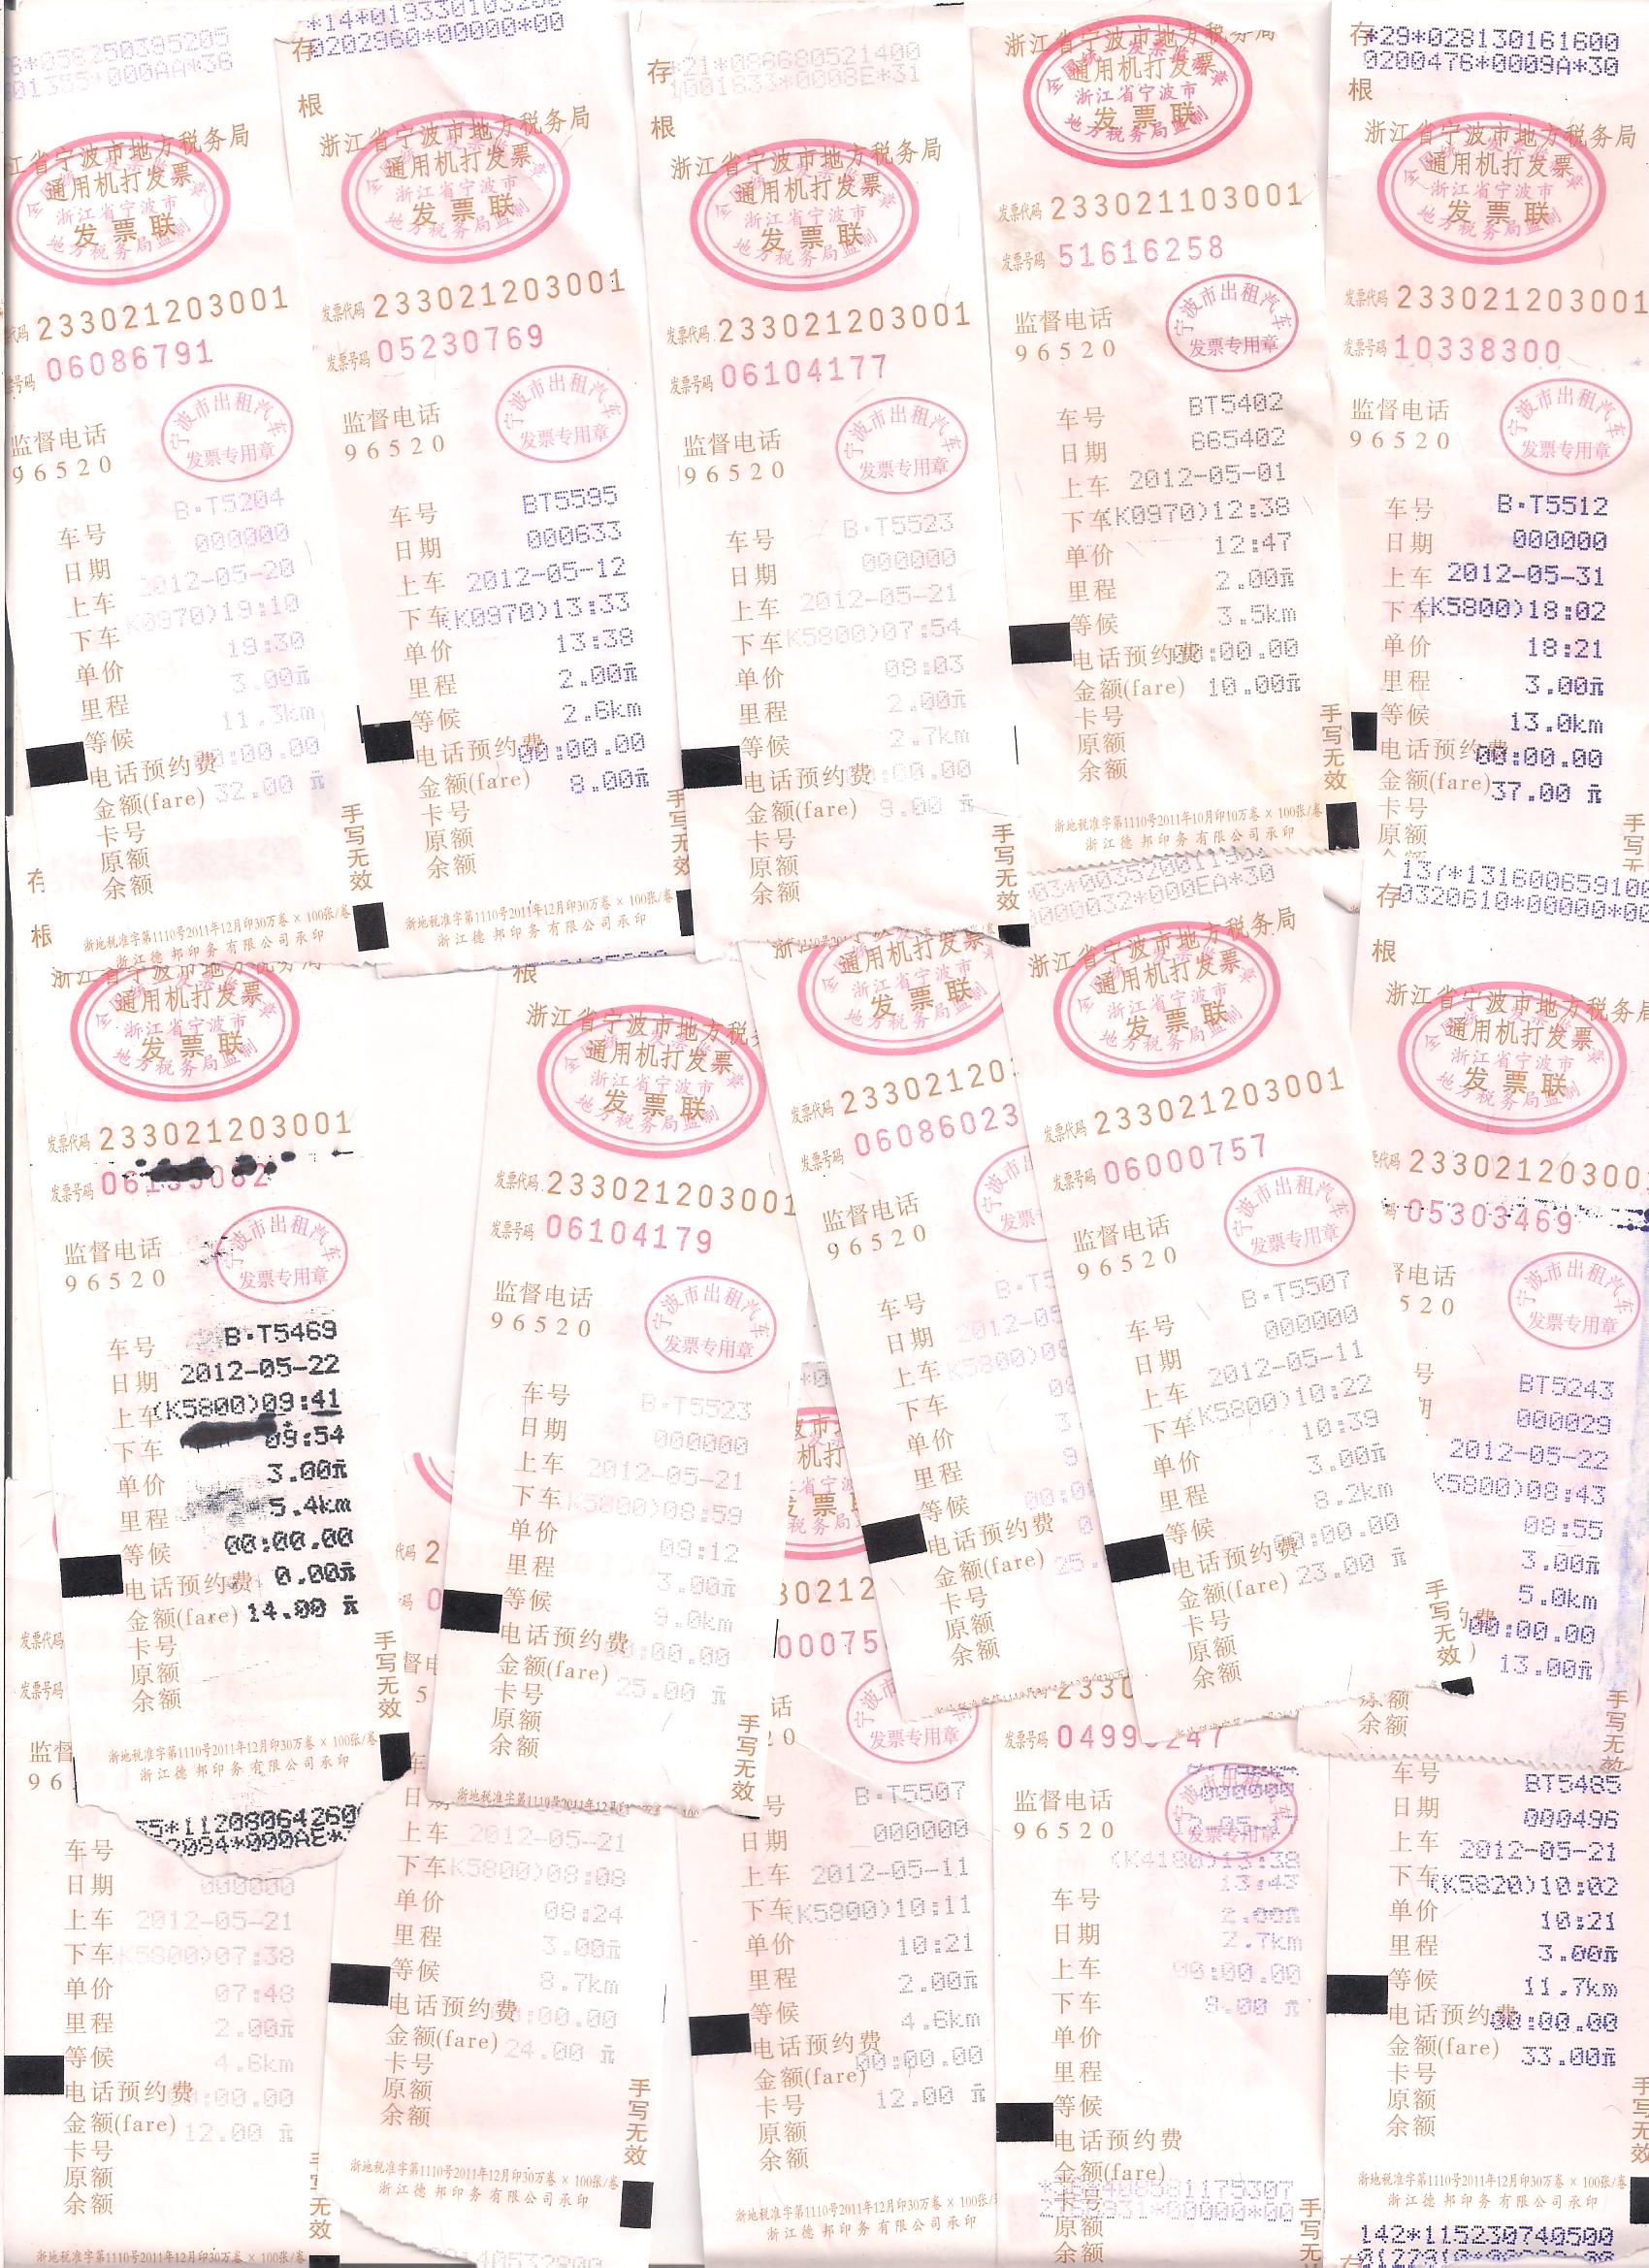 *058250395205
01355*000AA*36
浙江省宁波市地方税务局
通用机打发票
浙江省宁波市
发票联
地方税务局监制
233021203001
06086791
宁波市出租汽车
发票专用章
监督电话
96520
车号 B·T5204
日期 000000
上车 2012-05-20
下车 (K0970)19:10
单价 19:30
里程 3.00元
等候 11.3km
电话预约费 00:00.00
金额(fare) 32.00 元
卡号
原额
余额
手写无效
浙地税准字第1110号2011年12月印30万卷×100张/卷
浙江德邦印务有限公司承印
*14*019330103200
0202960*00000*00
存
根
浙江省宁波市地方税务局
通用机打发票
浙江省宁波市
发票联
地方税务局监制
发票代码 233021203001
发票号码 05230769
宁波市出租汽车
发票专用章
监督电话
96520
车号 BT5595
日期 000633
上车 2012-05-12
下车 (K0970)13:33
单价 13:38
里程 2.00元
等候 2.6km
电话预约费 00:00.00
金额(fare) 8.00元
卡号
原额
余额
手写无效
浙地税准字第1110号2011年12月印30万卷×100张/卷
浙江德邦印务有限公司承印
存 *21*086680521400
1001633*0008E*31
根
浙江省宁波市地方税务局
通用机打发票
浙江省宁波市
发票联
地方税务局监制
发票代码 233021203001
发票号码 06104177
宁波市出租汽车
发票专用章
监督电话
96520
车号 B·T5523
日期 000000
上车 2012-05-21
下车 (K5800)07:54
单价 08:03
里程 2.00元
等候 2.7km
电话预约费 00:00.00
金额(fare) 9.00 元
卡号
原额
余额
手写无效
浙江省宁波市地方税务局
通用机打发票
浙江省宁波市
发票联
地方税务局监制
发票代码 233021103001
发票号码 51616258
宁波市出租汽车
发票专用章
监督电话
96520
车号 BT5402
日期 665402
上车 2012-05-01
下车 (K0970)12:38
单价 12:47
里程 2.00元
等候 3.5km
电话预约费 00:00.00
金额(fare) 10.00元
卡号
原额
余额
手写无效
浙地税准字第1110号2011年10月印10万卷×100张/卷
浙江德邦印务有限公司承印
存 *29*028130161600
0200476*0009A*30
根
浙江省宁波市地方税务局
通用机打发票
浙江省宁波市
发票联
地方税务局监制
发票代码 233021203001
发票号码 10338300
宁波市出租汽车
发票专用章
监督电话
96520
车号 B·T5512
日期 000000
上车 2012-05-31
下车 (K5800)18:02
单价 18:21
里程 3.00元
等候 13.0km
电话预约费 00:00.00
金额(fare) 37.00 元
卡号
原额
手写无
存
根
浙江省宁波市地方税务局
通用机打发票
浙江省宁波市
发票联
地方税务局监制
发票代码 233021203001
发票号码
宁波市出租汽车
发票专用章
监督电话
96520
车号 B·T5469
日期 2012-05-22
上车 (K5800)09:41
下车 09:54
单价 3.00元
里程 5.4km
等候 00:00.00
电话预约费 0.00元
金额(fare) 14.00 元
卡号
原额
余额
手写无效
浙地税准字第1110号2011年12月印30万卷×100张/卷
浙江德邦印务有限公司承印
根
浙江省宁波市地方税务
通用机打发票
浙江省宁波市
发票联
地方税务局监制
发票代码 233021203001
发票号码 06104179
宁波市出租汽车
发票专用章
监督电话
96520
车号 B·T5523
日期 000000
上车 2012-05-21
下车 (K5800)08:59
单价 09:12
里程 3.00元
等候 9.0km
电话预约费 00:00.00
金额(fare) 25.00 元
卡号
原额
余额
手写无效
通用机打发票
浙江省宁波市
发票联
地方税务局监制
发票代码 23302120
发票号码 06086023
监督电话
96520
车号 B·T5
日期
上车 2012-05
下车 (K5800)08
单价
里程
等候
电话预约费
金额(fare) 25.
卡号
原额
余额
浙江省宁波市地方税务局
通用机打发票
浙江省宁波市
发票联
地方税务局监制
发票代码 233021203001
发票号码 06000757
宁波市出租汽车
发票专用章
监督电话
96520
车号 B·T5507
日期 000000
上车 2012-05-11
下车 (K5800)10:22
单价 10:39
里程 3.00元
等候 8.2km
电话预约费 00:00.00
金额(fare) 23.00 元
卡号
原额
余额
手写无效
137*131600659100
存 0320610*00000*00
根
浙江省宁波市地方税务局
通用机打发票
浙江省宁波市
发票联
地方税务局监制
23302120300
05303469
宁波市出租汽车
发票专用章
督电话
520
号 BT5243
000029
2012-05-22
(K5800)08:43
08:55
3.00元
5.0km
00:00.00
13.00元
余额
手写无效
发票代码
发票号码
监督
96
5*112080642600
2084*000AE*
车号
日期 000000
上车 2012-05-21
下车 (K5800)07:38
单价 07:48
里程 2.00元
等候 4.6km
电话预约费 00:00.00
金额(fare) 12.00 元
卡号
原额
余额
无效
浙地税准字第1110号2011年12月印30万卷×100张/卷
上车 2012-05-21
下车 (K5800)08:08
单价 08:24
里程 3.00元
等候 8.7km
电话预约费 00:00.00
金额(fare) 24.00 元
卡号
原额
余额
手写无效
浙地税准字第1110号2011年12月印30万卷×100张/卷
浙江德邦印务有限公司承印
30212
00075
发票专用章
B·T5507
日期 000000
上车 2012-05-11
下车 (K5800)10:11
单价 10:21
里程 2.00元
等候 4.6km
电话预约费 00:00.00
金额(fare) 12.00 元
卡号
原额
余额
浙地税准字第1110号2011年12月印30万卷×100张/
浙江德邦印务有限公司承印
2330
发票号码
监督电话
96520
000000
12-05-17
(K4180)13:38
车号 13:43
2.00元
日期 2.7km
上车 00:00.00
下车 9.00 元
单价
里程
等候
电话预约费
金额(fare)
卡号
原额
余额
手写无效
车号 BT5485
日期 000496
上车 2012-05-21
下车 (K5820)10:02
单价 10:21
里程 3.00元
等候 11.7km
电话预约费 00:00.00
金额(fare) 33.00元
卡号
原额
余额
手写无效
浙地税准字第1110号2011年12月印30万卷×100张/卷
浙江德邦印务有限公司承印
142*115230740500